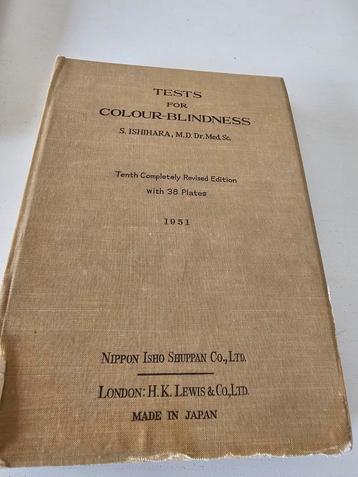 TESTS
FOR
COLOUR-BLINDNESS
S. ISHIHARA, M.D. Dr. Med. Sc.
Tenth Completely Revised Edition
with 38 Plates
1951
NIPPON ISHO SHUPPAN CO., LTD.
LONDON: H. K. LEWIS & CO., LTD.
MADE IN JAPAN